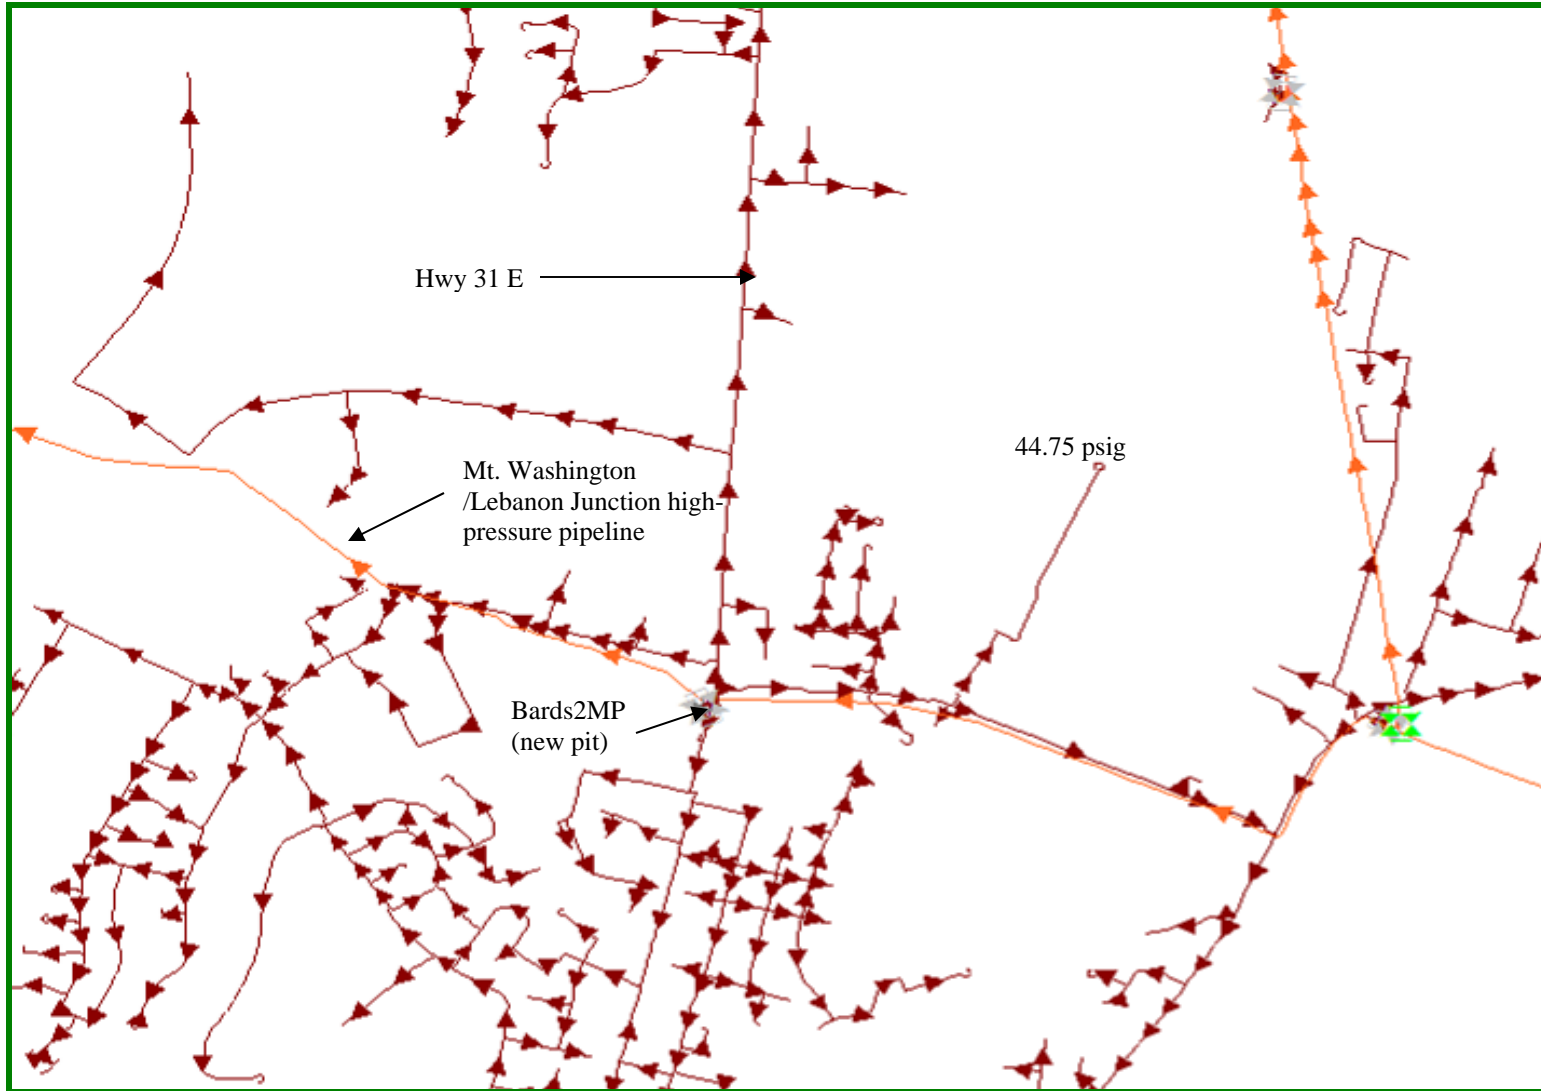 Hwy 31 E
44.75 psig
Mt. Washington
/Lebanon Junction high-
pressure pipeline
Bards2MP
(new pit)